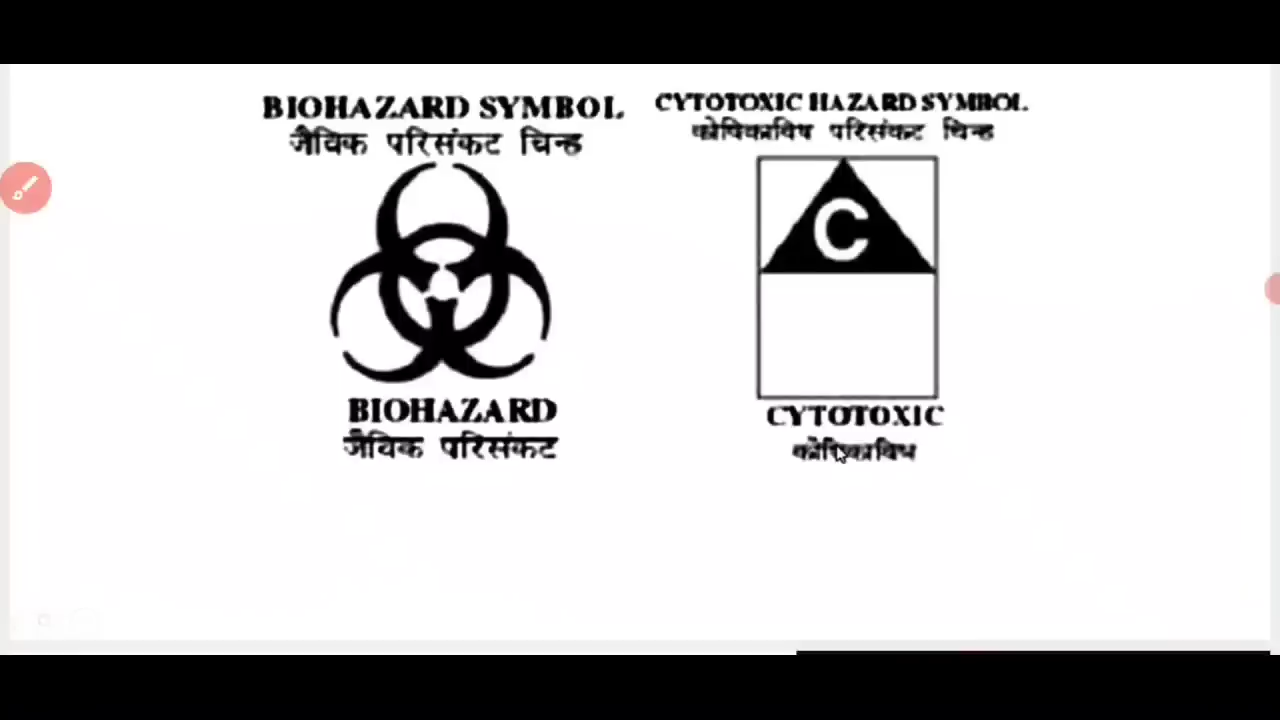 BIOHAZARD SYMBOL
जैविक परिसंकट चिन्ह
BIOHAZARD
जैविक परिसंकट
CYTOTOXIC HAZARD SYMBOL
कोषिकाविष परिसंकट चिन्ह
C
CYTOTOXIC
कोषिकाविष